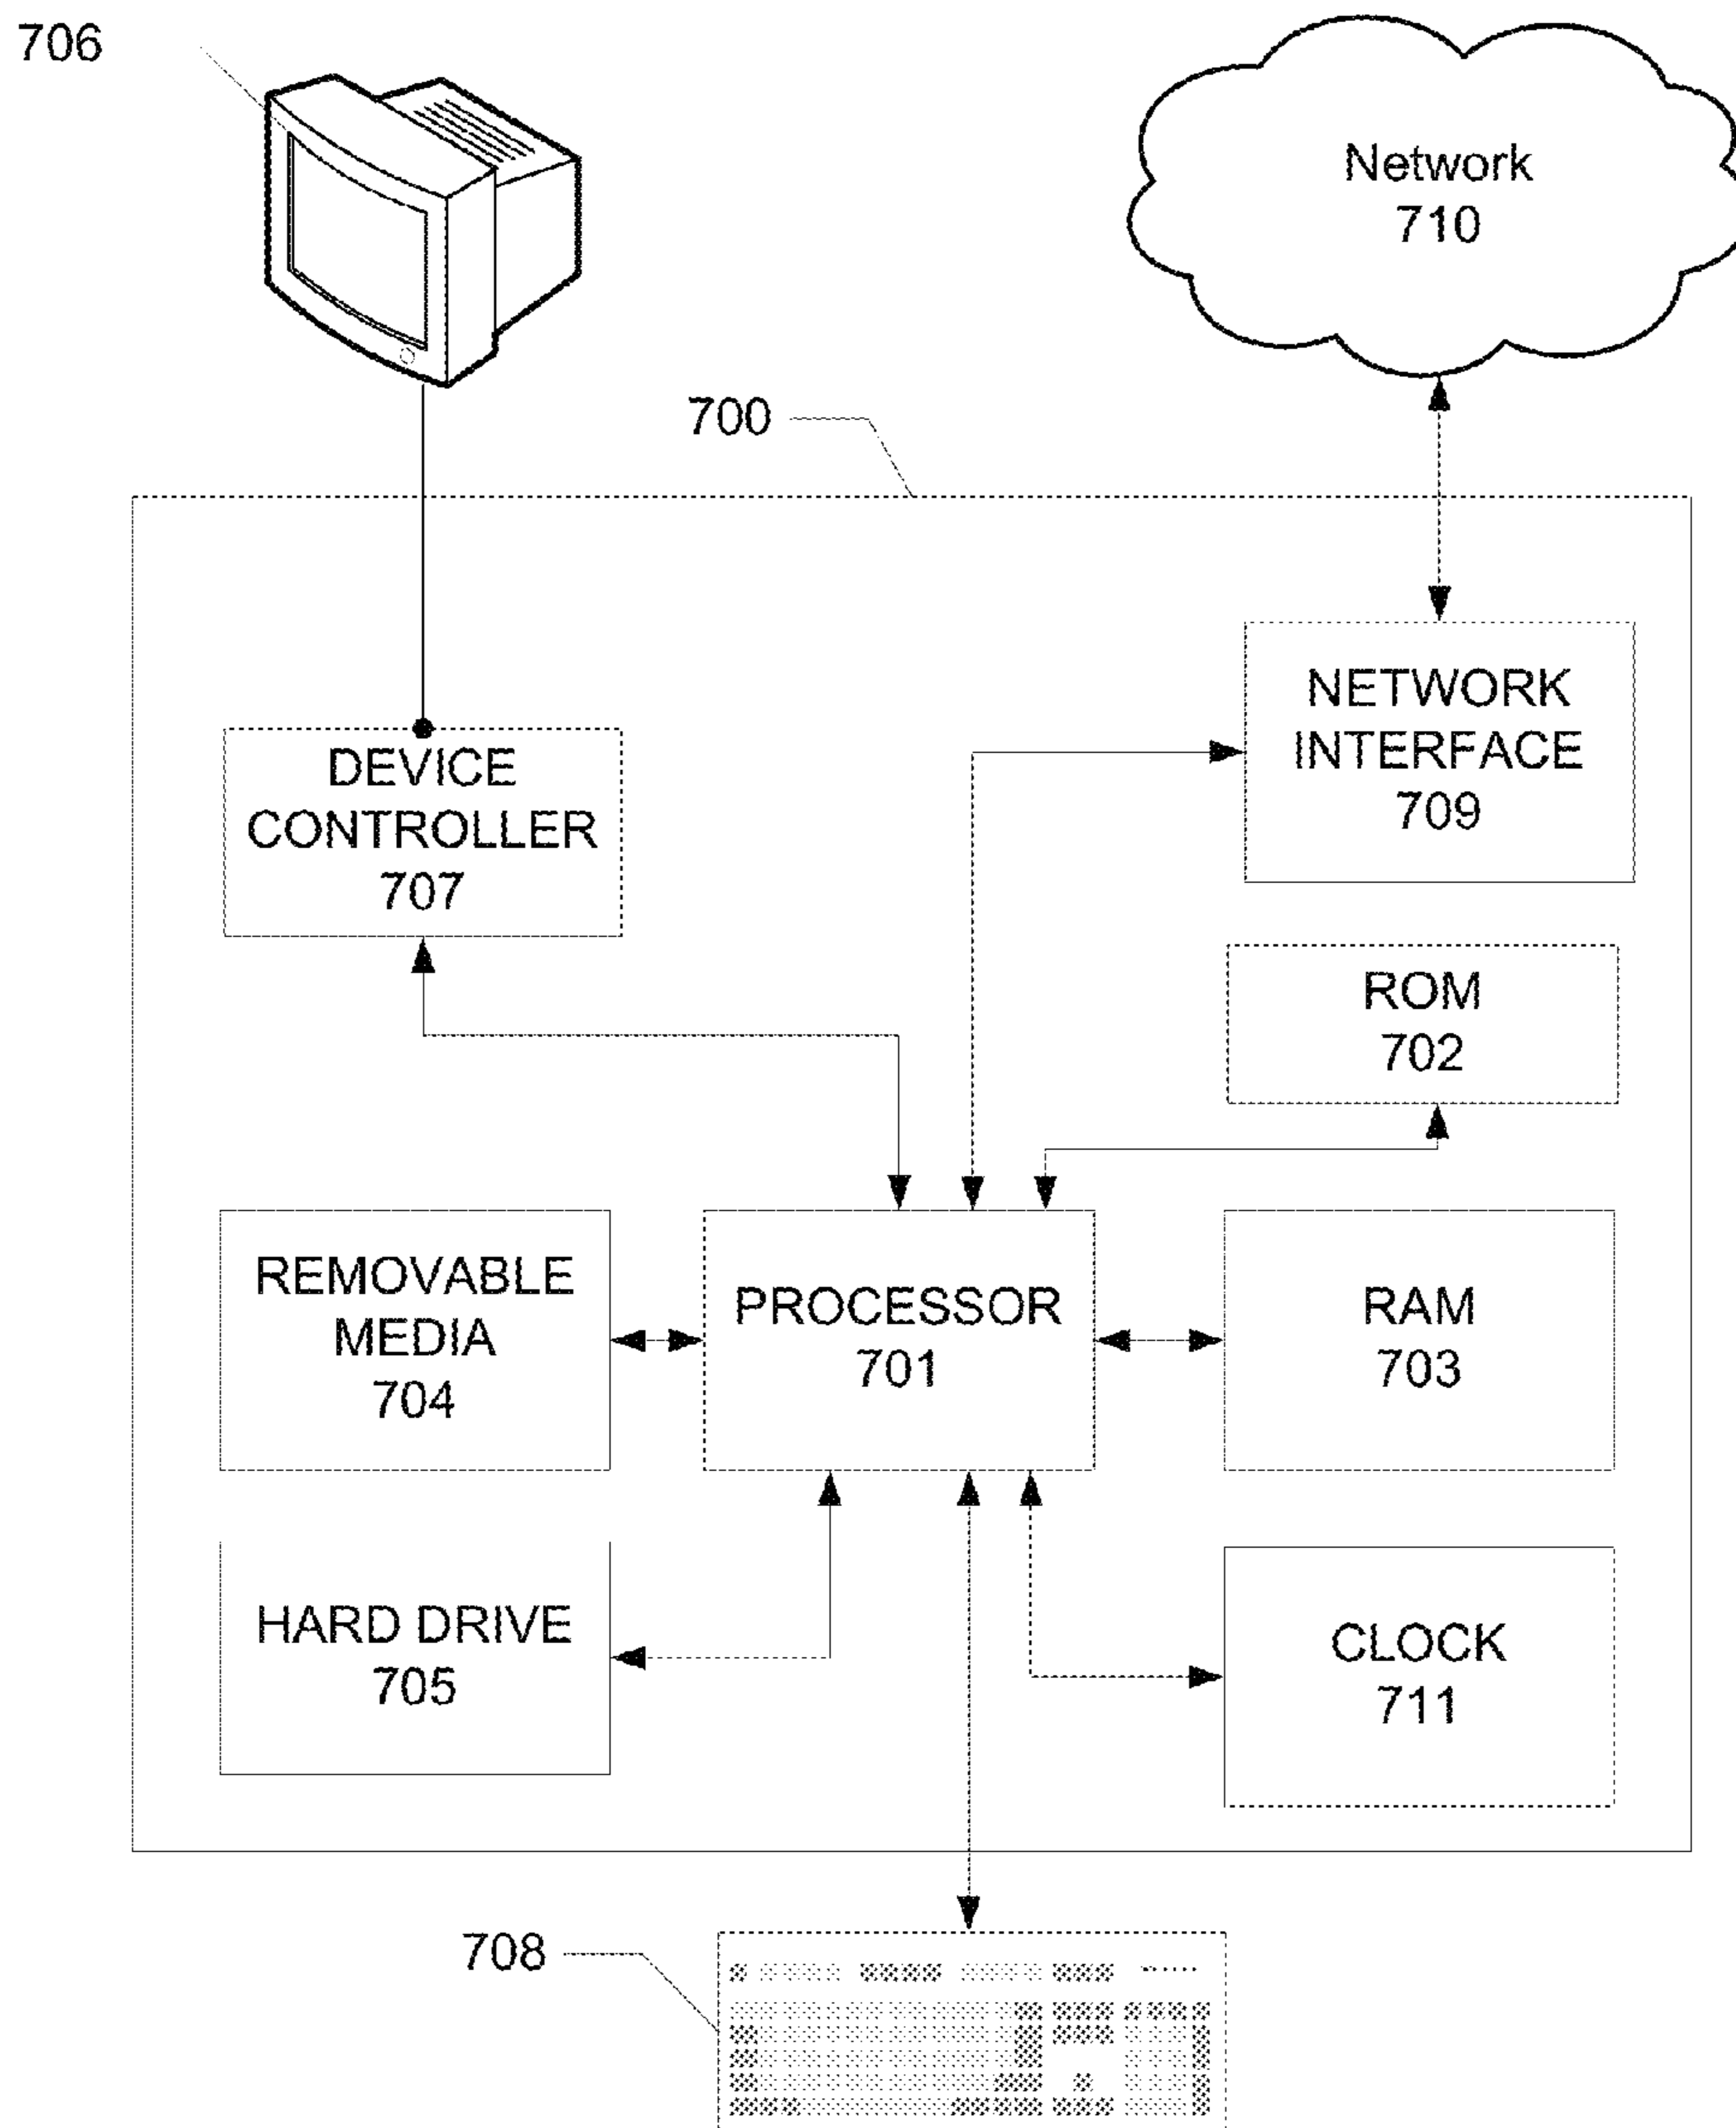 706
Network
710
700
NETWORK
INTERFACE
709
DEVICE
CONTROLLER
707
ROM
702
REMOVABLE
MEDIA
704
PROCESSOR
701
RAM
703
HARD DRIVE
705
CLOCK
711
708